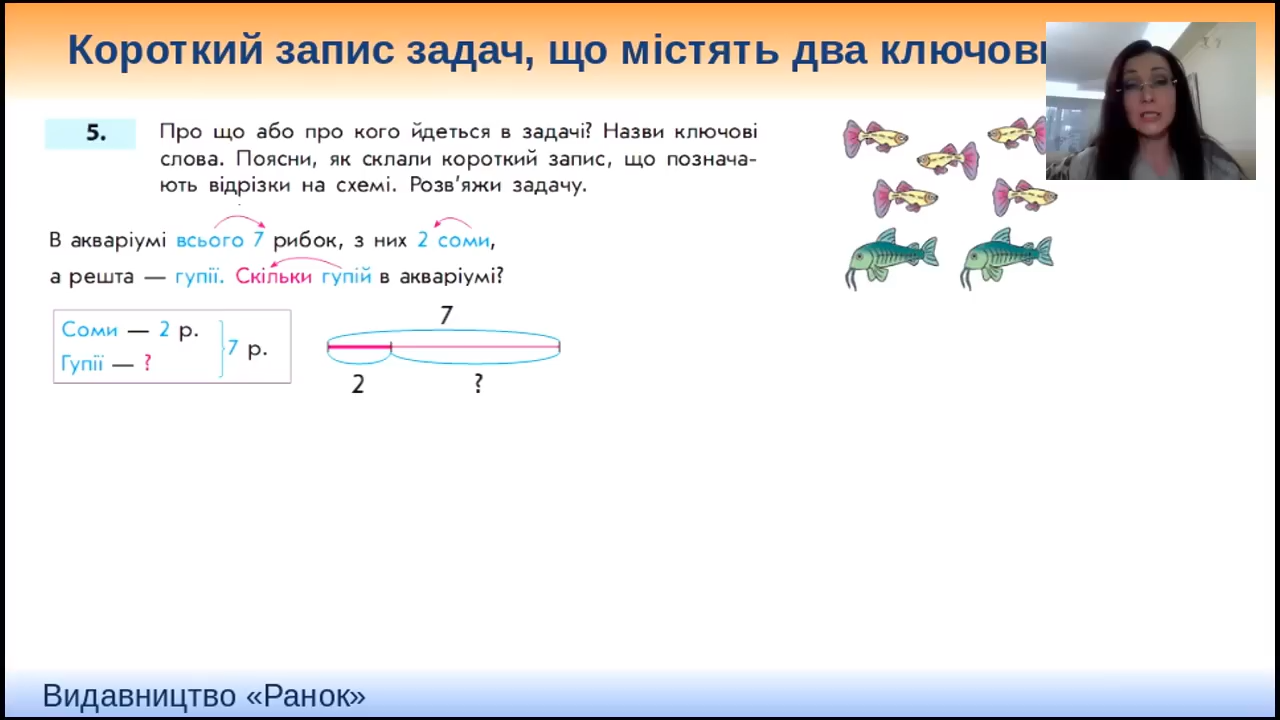 Короткий запис задач, що містять два ключові
5.
Про що або про кого йдеться в задачі? Назви ключові
слова. Поясни, як склали короткий запис, що познача-
ють відрізки на схемі. Розв’яжи задачу.
В акваріумі всього 7 рибок, з них 2 соми,
а решта — гупії. Скільки гупій в акваріумі?
Соми — 2 р.
Гупії — ?
7 р.
7
2
?
Видавництво «Ранок»